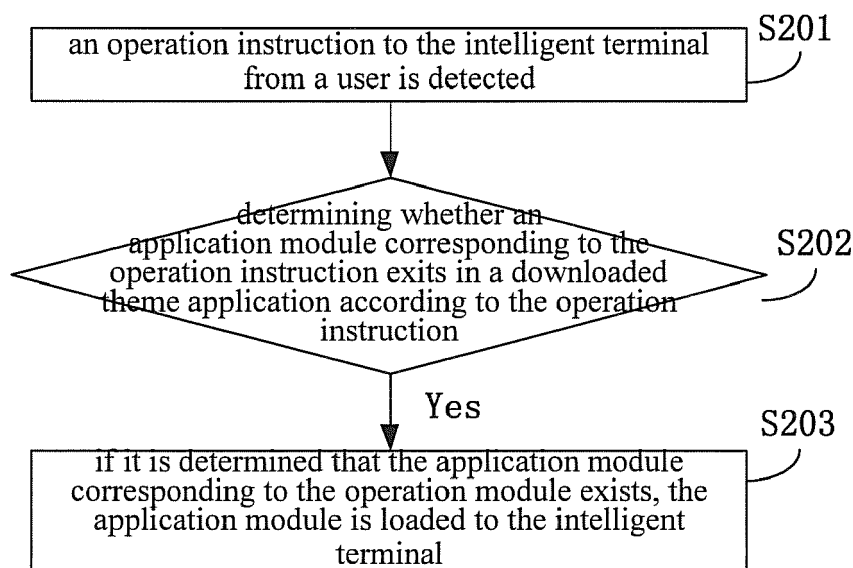 S201
an operation instruction to the intelligent terminal
from a user is detected
determining whether an
application module corresponding to the
operation instruction exits in a downloaded
theme application according to the operation
instruction
S202
Yes
S203
if it is determined that the application module
corresponding to the operation module exists, the
application module is loaded to the intelligent
terminal